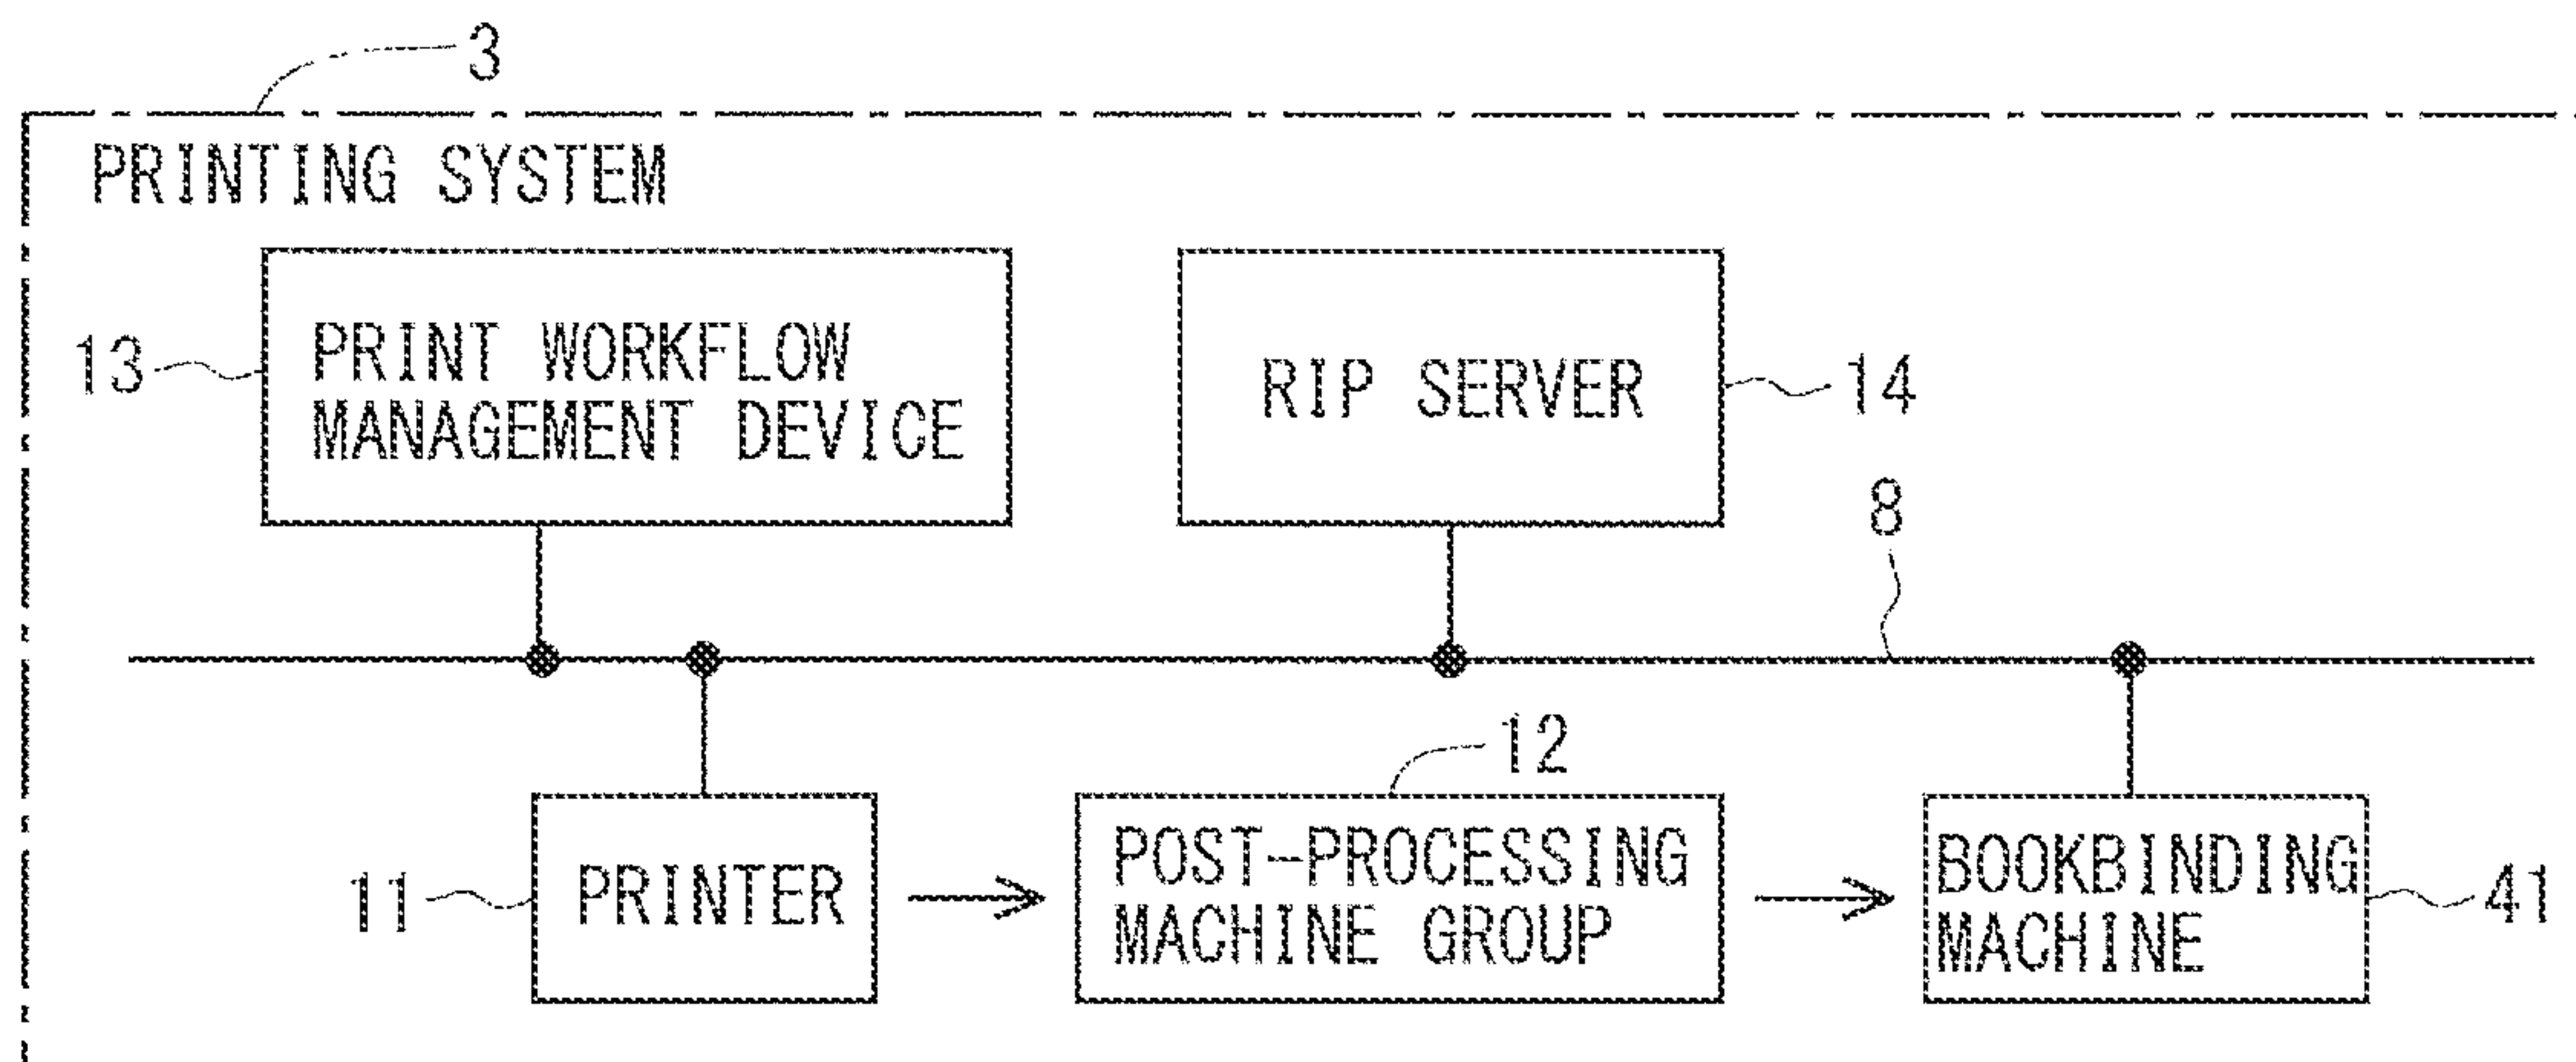 3
PRINTING SYSTEM
13
PRINT WORKFLOW
MANAGEMENT DEVICE
RIP SERVER
14
8
11
PRINTER
12
POST-PROCESSING
MACHINE GROUP
BOOKBINDING
MACHINE
41